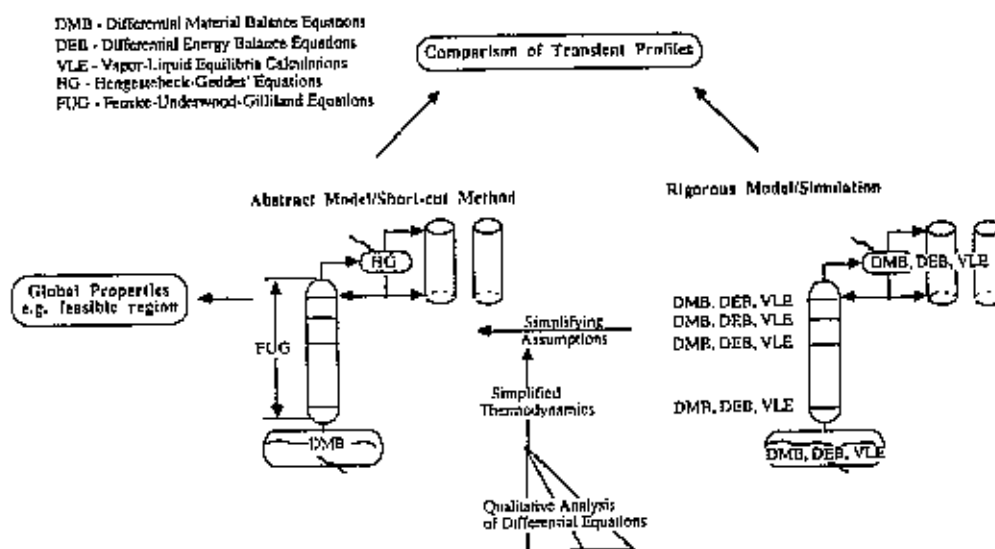 DMB - Differential Material Balance Equations
DEB - Differential Energy Balance Equations
VLE - Vapor-Liquid Equilibria Calculations
HG - Hengestebeck-Geddes' Equations
FUG - Fenske-Underwood-Gilliland Equations
Comparison of Transient Profiles
Abstract Model/Short-cut Method
Rigorous Model/Simulation
HG
DMB, DEB, VLE
Global Properties
e.g. feasible region
FUG
DMB
Simplifying
Assumptions
Simplified
Thermodynamics
Qualitative Analysis
of Differential Equations
DMB, DEB, VLE
DMB, DEB, VLE
DMB, DEB, VLE
DMB, DEB, VLE
DMB, DEB, VLE